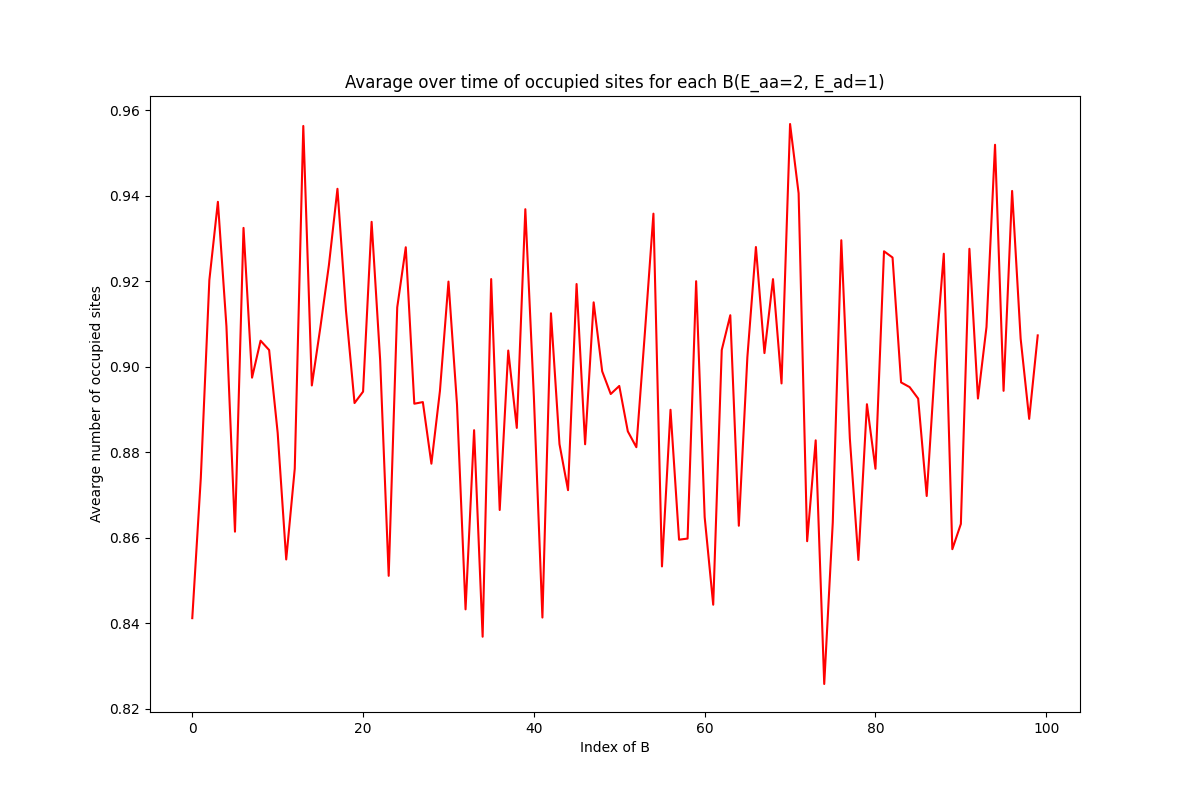 Avarage over time of occupied sites for each B(E_aa=2, E_ad=1)
0.96
0.94
0.92
0.90
0.88
0.86
0.84
0.82
Avearge number of occupied sites
0 20 40 60 80 100
Index of B